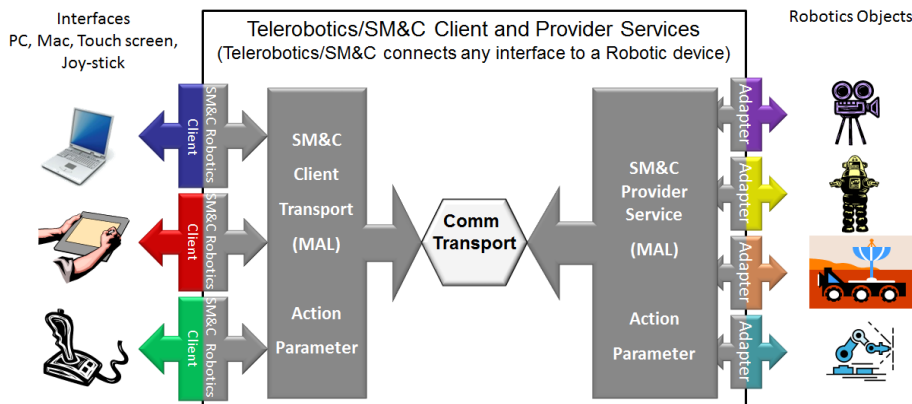 Interfaces
PC, Mac, Touch screen,
Joy-stick
Telerobotics/SM&C Client and Provider Services
(Telerobotics/SM&C connects any interface to a Robotic device)
Robotics Objects
Client
SM&C Robotics
Client
SM&C Robotics
Client
SM&C Robotics
SM&C
Client
Transport
(MAL)
Action
Parameter
Comm
Transport
SM&C
Provider
Service
(MAL)
Action
Parameter
Adapter
Adapter
Adapter
Adapter